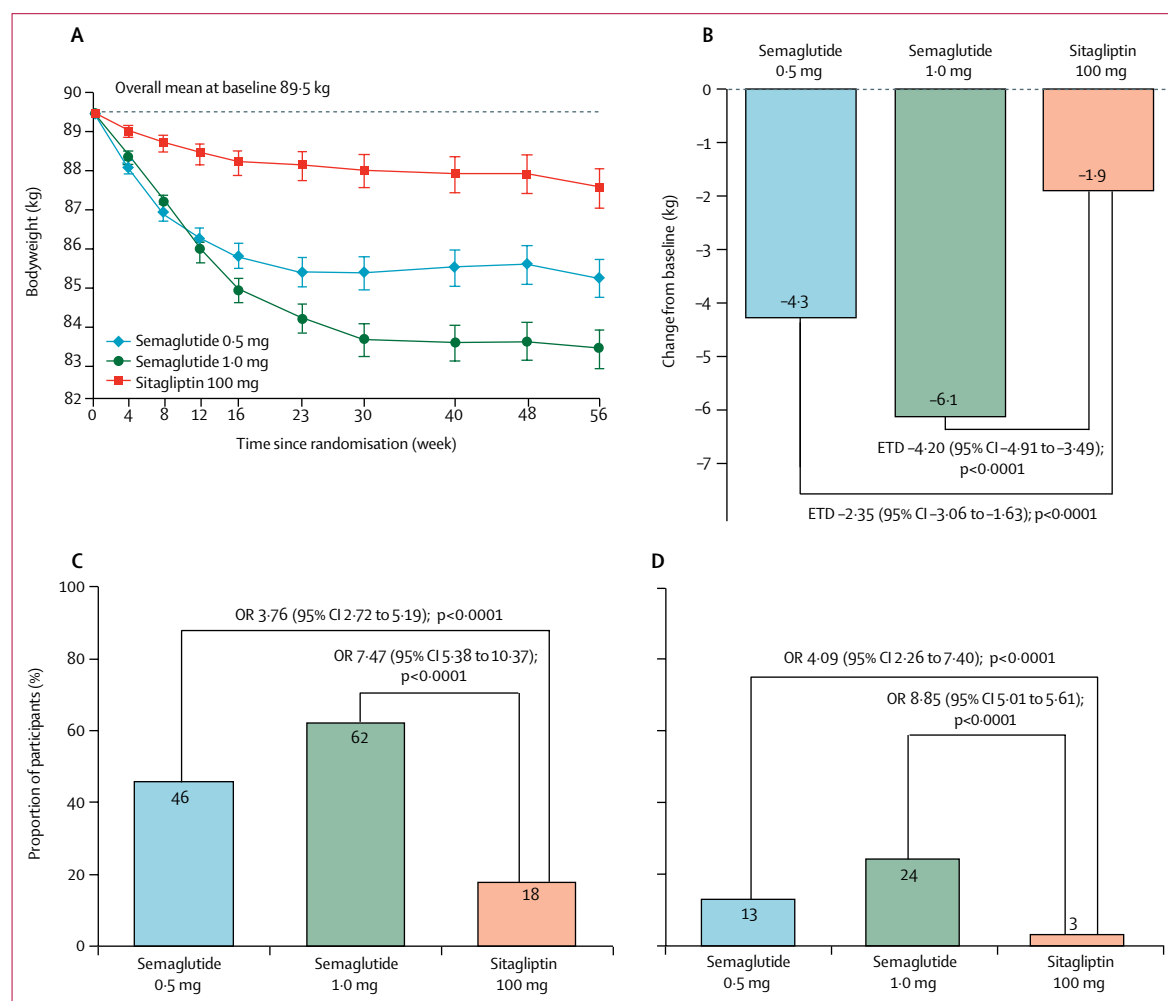 A
Overall mean at baseline 89·5 kg
90
89
88
87
86
85
84
83
82
Bodyweight (kg)
Semaglutide 0·5 mg
Semaglutide 1·0 mg
Sitagliptin 100 mg
0 4 8 12 16 23 30 40 48 56
Time since randomisation (week)
B
Semaglutide Semaglutide Sitagliptin
0·5 mg 1·0 mg 100 mg
0
–1
–2
–3
–4
–5
–6
–7
Change from baseline (kg)
–4·3
–6·1
–1·9
ETD –4·20 (95% CI –4·91 to –3·49);
p<0·0001
ETD –2·35 (95% CI –3·06 to –1·63); p<0·0001
C
100
80
60
40
20
0
Proportion of participants (%)
OR 3·76 (95% CI 2·72 to 5·19); p<0·0001
OR 7·47 (95% CI 5·38 to 10·37);
p<0·0001
46
62
18
Semaglutide Semaglutide Sitagliptin
0·5 mg 1·0 mg 100 mg
D
OR 4·09 (95% CI 2·26 to 7·40); p<0·0001
OR 8·85 (95% CI 5·01 to 5·61);
p<0·0001
13
24
3
Semaglutide Semaglutide Sitagliptin
0·5 mg 1·0 mg 100 mg